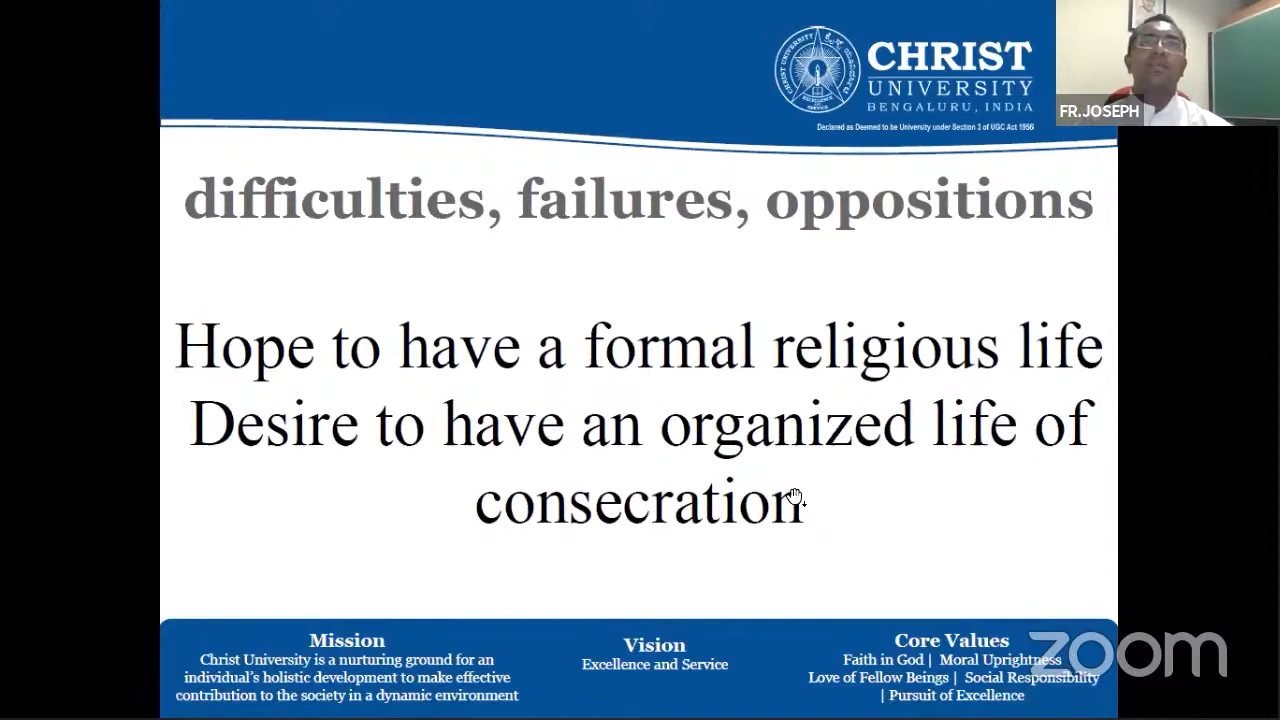 CHRIST
UNIVERSITY
BENGALURU, INDIA
Declared as Deemed to be University under Section 3 of UGC Act 1956
FR.JOSEPH
difficulties, failures, oppositions
Hope to have a formal religious life
Desire to have an organized life of
consecration
Mission
Christ University is a nurturing ground for an
individual's holistic development to make effective
contribution to the society in a dynamic environment
Vision
Excellence and Service
Core Values
Faith in God | Moral Uprightness
Love of Fellow Beings | Social Responsibility
| Pursuit of Excellence
zoom